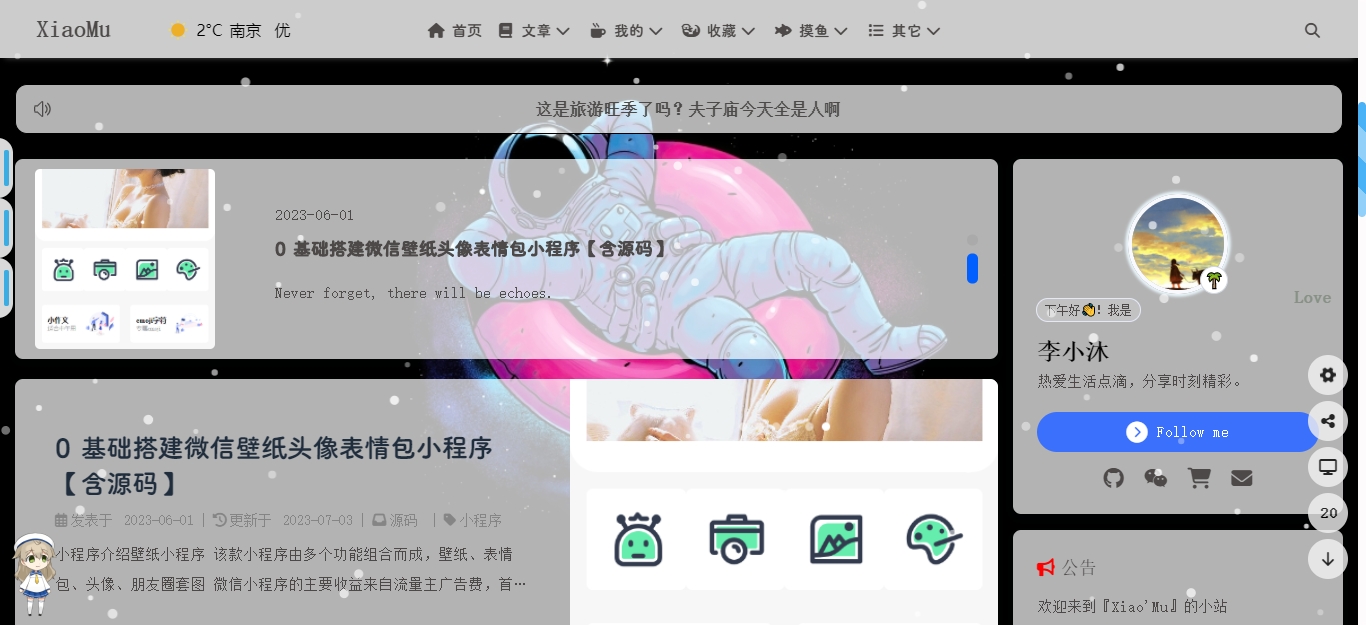 XiaoMu
2°C 南京 优
首页 文章 我的 收藏 摸鱼 其它
这是旅游旺季了吗？夫子庙今天全是人啊
2023-06-01
0 基础搭建微信壁纸头像表情包小程序【含源码】
Never forget, there will be echoes.
小作文
emoji字符
Love
下午好👏！我是
李小沐
热爱生活点滴，分享时刻精彩。
Follow me
20
0 基础搭建微信壁纸头像表情包小程序
【含源码】
发表于 2023-06-01 | 更新于 2023-07-03 | 源码 | 小程序
小程序介绍壁纸小程序 该款小程序由多个功能组合而成，壁纸、表情
包、头像、朋友圈套图 微信小程序的主要收益来自流量主广告费，首…
公告
欢迎来到『Xiao'Mu』的小站